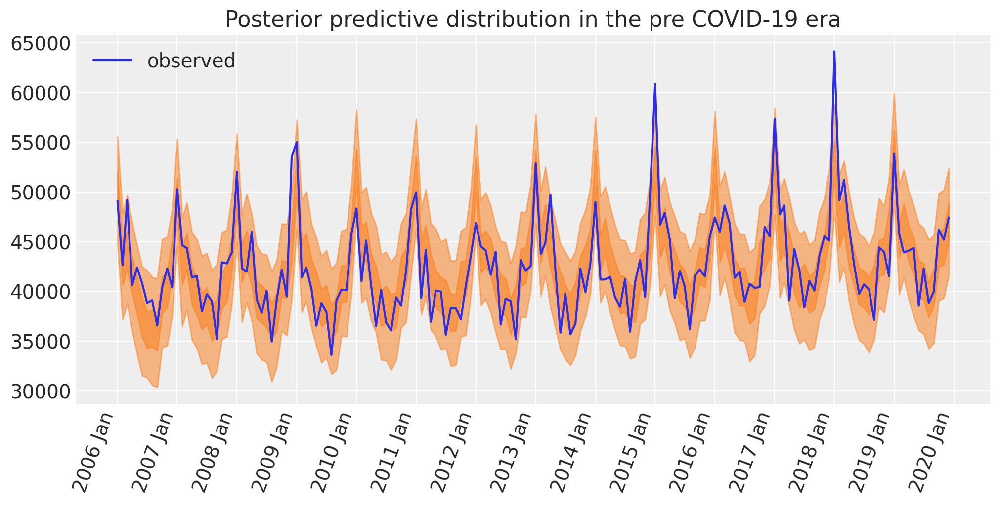 Posterior predictive distribution in the pre COVID-19 era
65000
60000
55000
50000
45000
40000
35000
30000
observed
2006 Jan
2007 Jan
2008 Jan
2009 Jan
2010 Jan
2011 Jan
2012 Jan
2013 Jan
2014 Jan
2015 Jan
2016 Jan
2017 Jan
2018 Jan
2019 Jan
2020 Jan